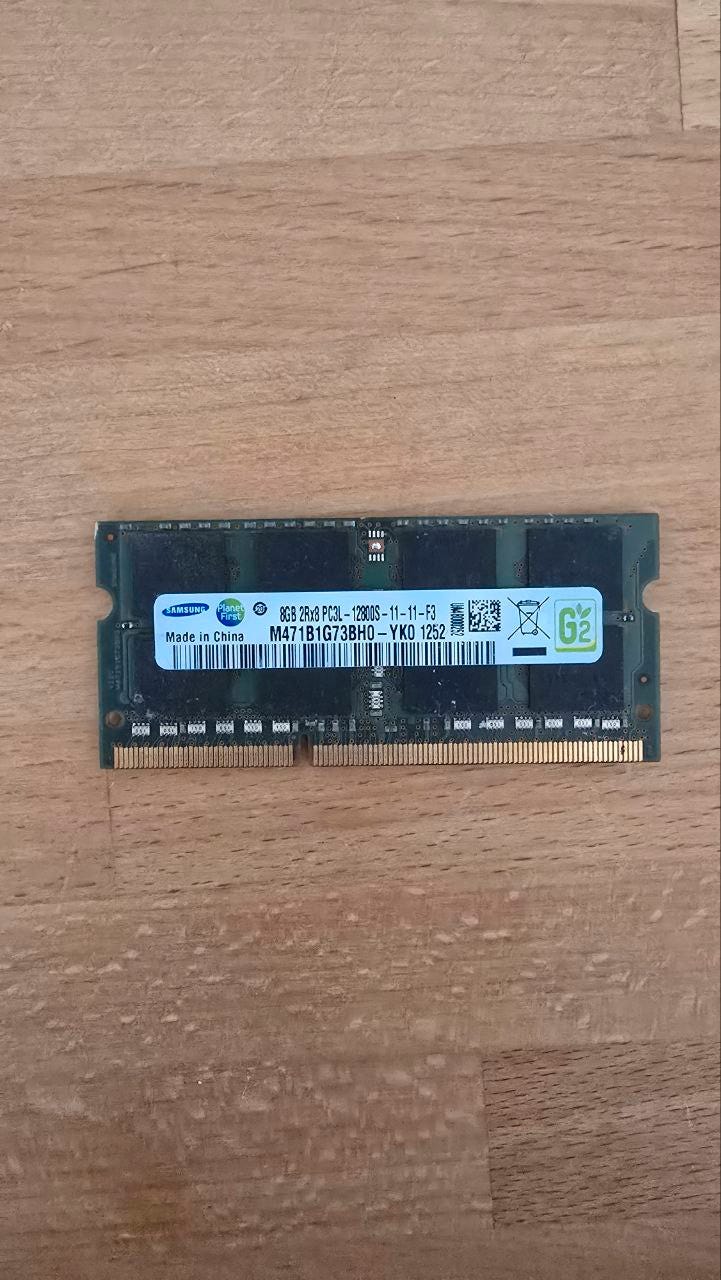 SAMSUNG
Planet First
8GB 2Rx8 PC3L-12800S-11-11-F3
Made in China
M471B1G73BH0-YK0 1252
G2